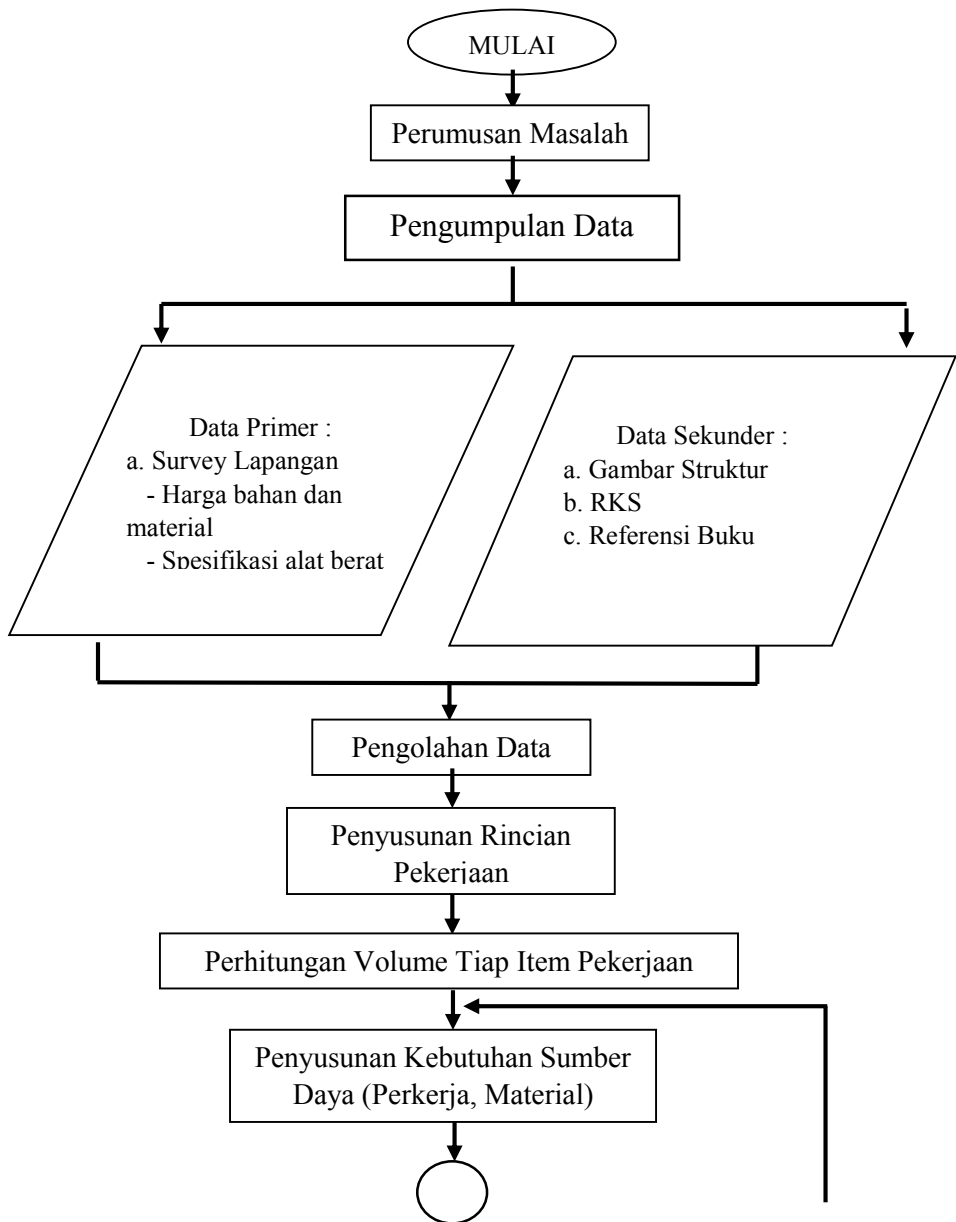 MULAI
Perumusan Masalah
Pengumpulan Data
Data Primer :
a. Survey Lapangan
- Harga bahan dan
material
- Spesifikasi alat berat
Data Sekunder :
a. Gambar Struktur
b. RKS
c. Referensi Buku
Pengolahan Data
Penyusunan Rincian
Pekerjaan
Perhitungan Volume Tiap Item Pekerjaan
Penyusunan Kebutuhan Sumber
Daya (Perkerja, Material)